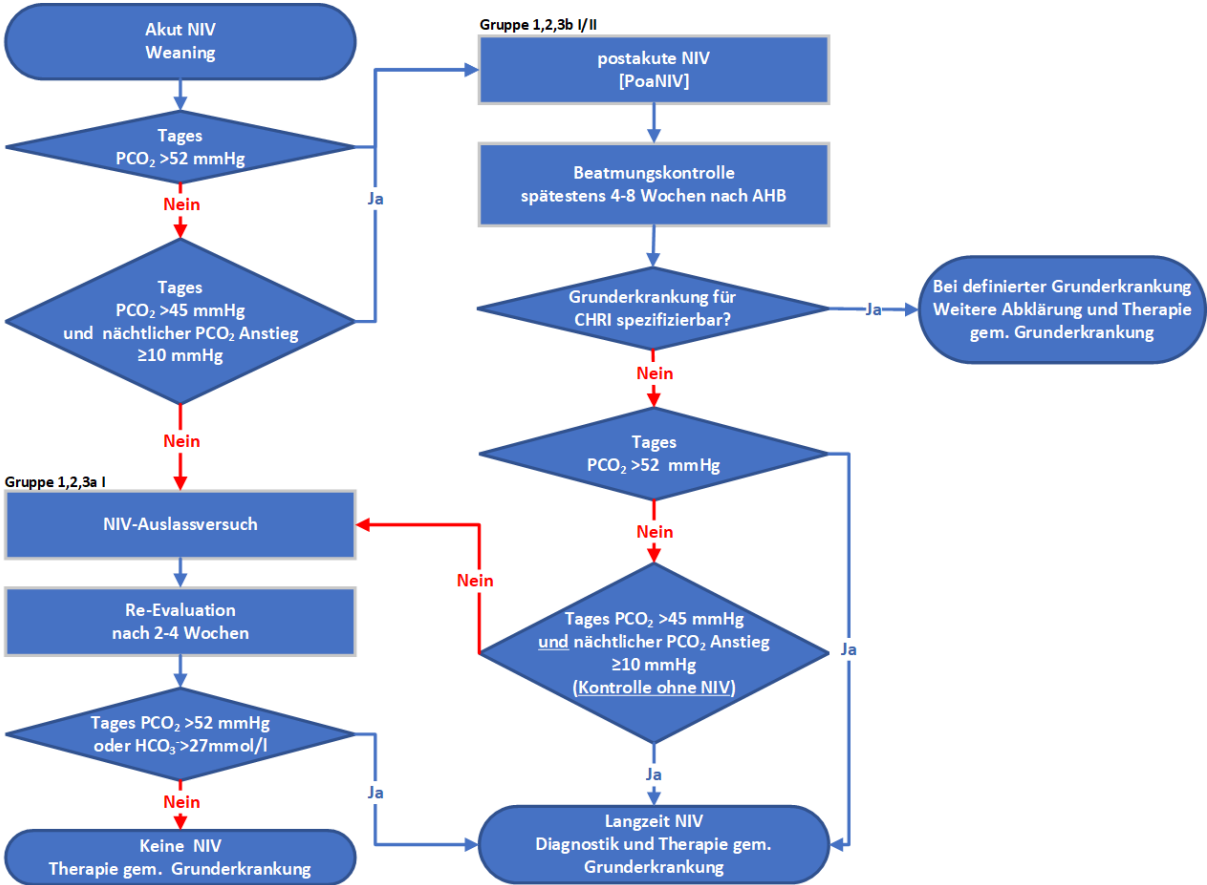 Akut NIV
Weaning
Tages
PCO₂ >52 mmHg
Nein
Ja
Tages
PCO₂ >45 mmHg
und nächtlicher PCO₂ Anstieg
≥10 mmHg
Nein
Gruppe 1,2,3a I
NIV-Auslassversuch
Re-Evaluation
nach 2-4 Wochen
Tages PCO₂ >52 mmHg
oder HCO₃⁻>27mmol/l
Nein
Ja
Keine NIV
Therapie gem. Grunderkrankung
Gruppe 1,2,3b I/II
postakute NIV
[PoaNIV]
Beatmungskontrolle
spätestens 4-8 Wochen nach AHB
Grunderkrankung für
CHRI spezifizierbar?
Ja
Bei definierter Grunderkrankung
Weitere Abklärung und Therapie
gem. Grunderkrankung
Nein
Tages
PCO₂ >52 mmHg
Nein
Ja
Nein
Tages PCO₂ >45 mmHg
und nächtlicher PCO₂ Anstieg
≥10 mmHg
(Kontrolle ohne NIV)
Ja
Langzeit NIV
Diagnostik und Therapie gem.
Grunderkrankung